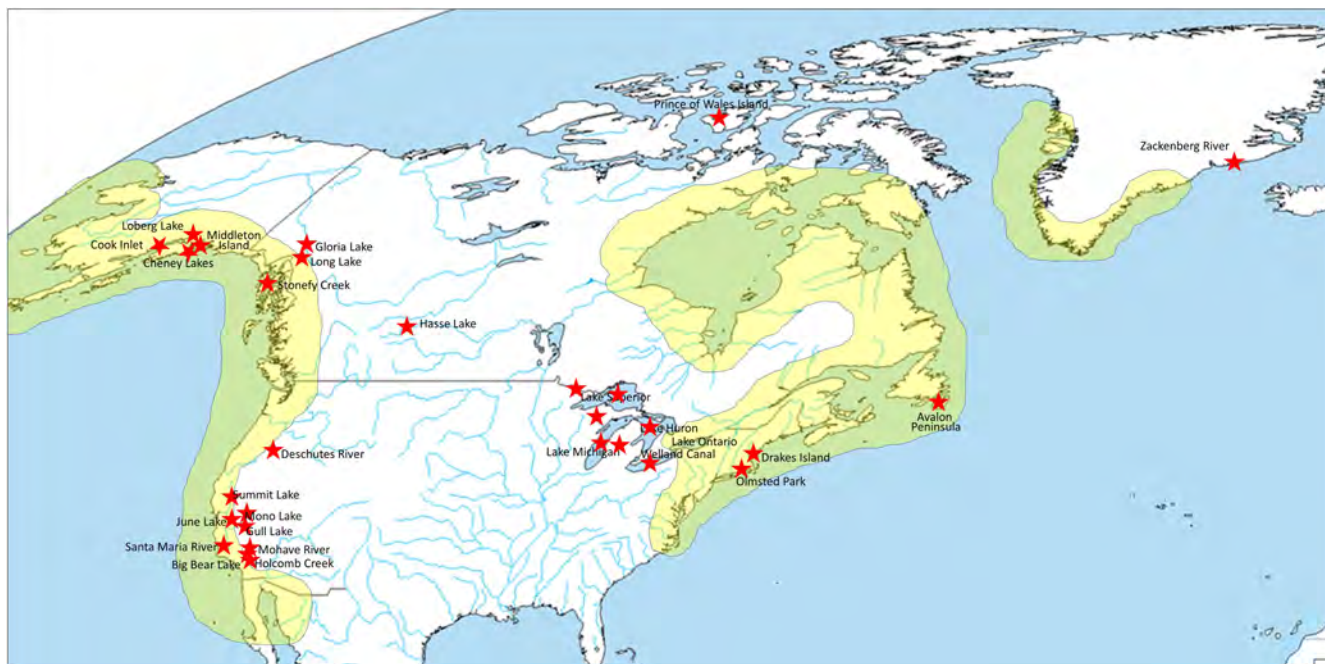 Prince of Wales Island
Zackenberg River
Loberg Lake
Middleton
Island
Cook Inlet
Cheney Lakes
Gloria Lake
Long Lake
Stonefy Creek
Hasse Lake
Lake Superior
Lake Huron
Lake Ontario
Lake Michigan
Welland Canal
Drakes Island
Olmsted Park
Avalon
Peninsula
Deschutes River
Summit Lake
Mono Lake
June Lake
Gull Lake
Santa Maria River
Mohave River
Big Bear Lake
Holcomb Creek